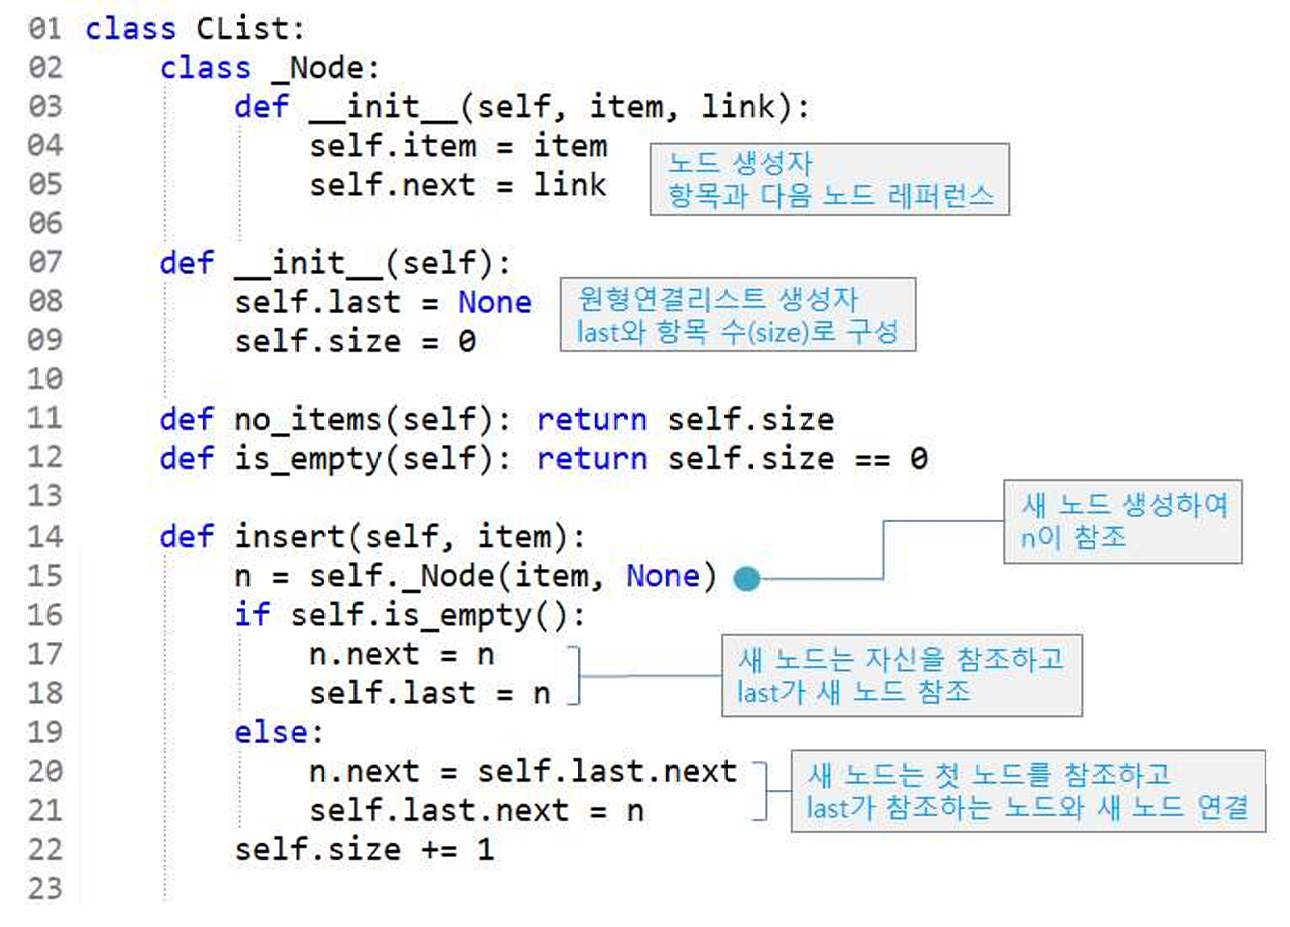 01 class CList:
02     class _Node:
03         def __init__(self, item, link):
04             self.item = item
노드 생성자
05             self.next = link
항목과 다음 노드 레퍼런스
06
07     def __init__(self):
08         self.last = None
원형연결리스트 생성자
09         self.size = 0
last와 항목 수(size)로 구성
10
11     def no_items(self): return self.size
12     def is_empty(self): return self.size == 0
13
새 노드 생성하여
14     def insert(self, item):
n이 참조
15         n = self._Node(item, None)
16         if self.is_empty():
17             n.next = n
새 노드는 자신을 참조하고
18             self.last = n
last가 새 노드 참조
19         else:
20             n.next = self.last.next
새 노드는 첫 노드를 참조하고
21             self.last.next = n
last가 참조하는 노드와 새 노드 연결
22         self.size += 1
23